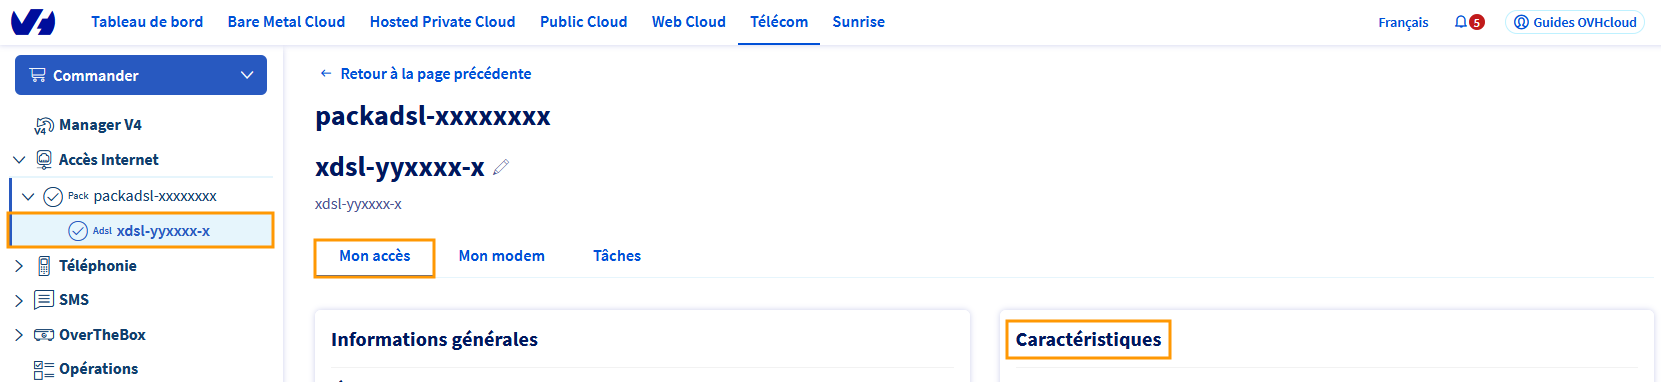 Tableau de bord Bare Metal Cloud Hosted Private Cloud Public Cloud Web Cloud Télécom Sunrise Français 5 Guides OVHcloud
Commander
Manager V4
Accès Internet
Pack packadsl-xxxxxxxx
Adsl xdsl-yyxxxx-x
Téléphonie
SMS
OverTheBox
Opérations
← Retour à la page précédente
packadsl-xxxxxxxx
xdsl-yyxxxx-x
xdsl-yyxxxx-x
Mon accès Mon modem Tâches
Informations générales
Caractéristiques